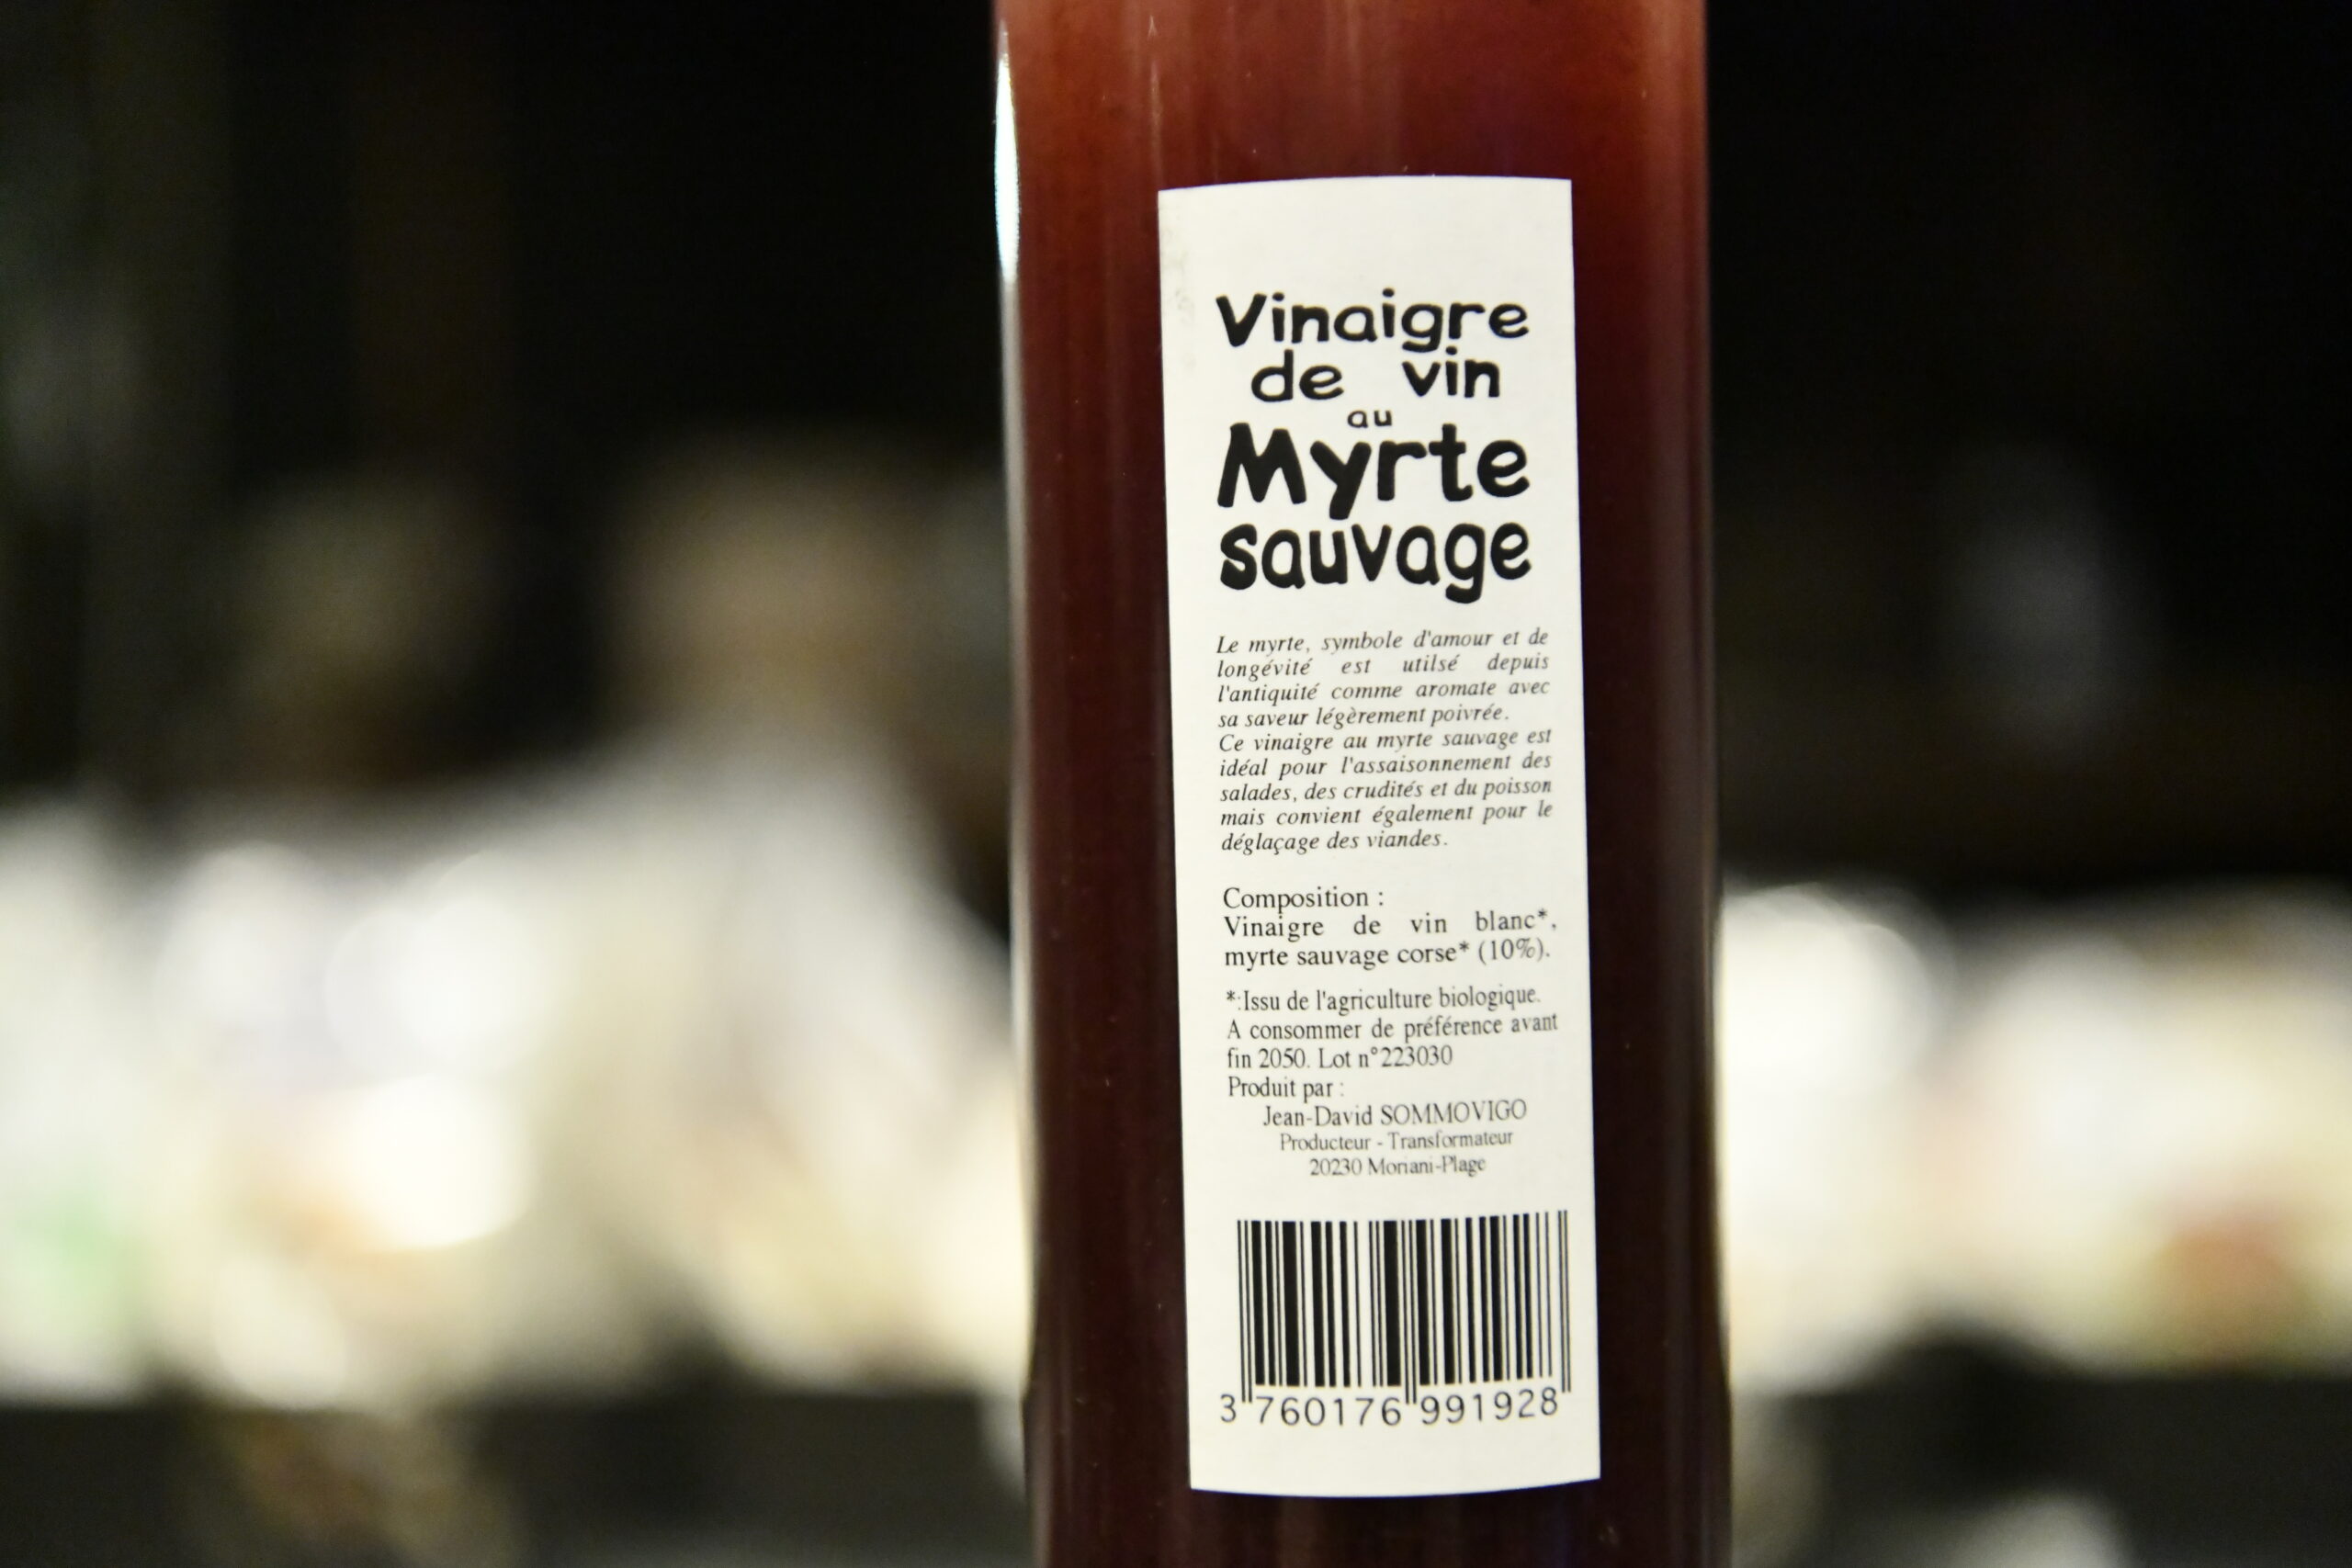 Vinaigre
de vin
au
Myrte
sauvage
Le myrte, symbole d'amour et de
longévité est utilsé depuis
l'antiquité comme aromate avec
sa saveur légèrement poivrée.
Ce vinaigre au myrte sauvage est
idéal pour l'assaisonnement des
salades, des crudités et du poisson
mais convient également pour le
déglaçage des viandes.
Composition :
Vinaigre de vin blanc*,
myrte sauvage corse* (10%).
*:Issu de l'agriculture biologique.
A consommer de préférence avant
fin 2050. Lot n°223030
Produit par :
Jean-David SOMMOVIGO
Producteur - Transformateur
20230 Moriani-Plage
3 760176 991928